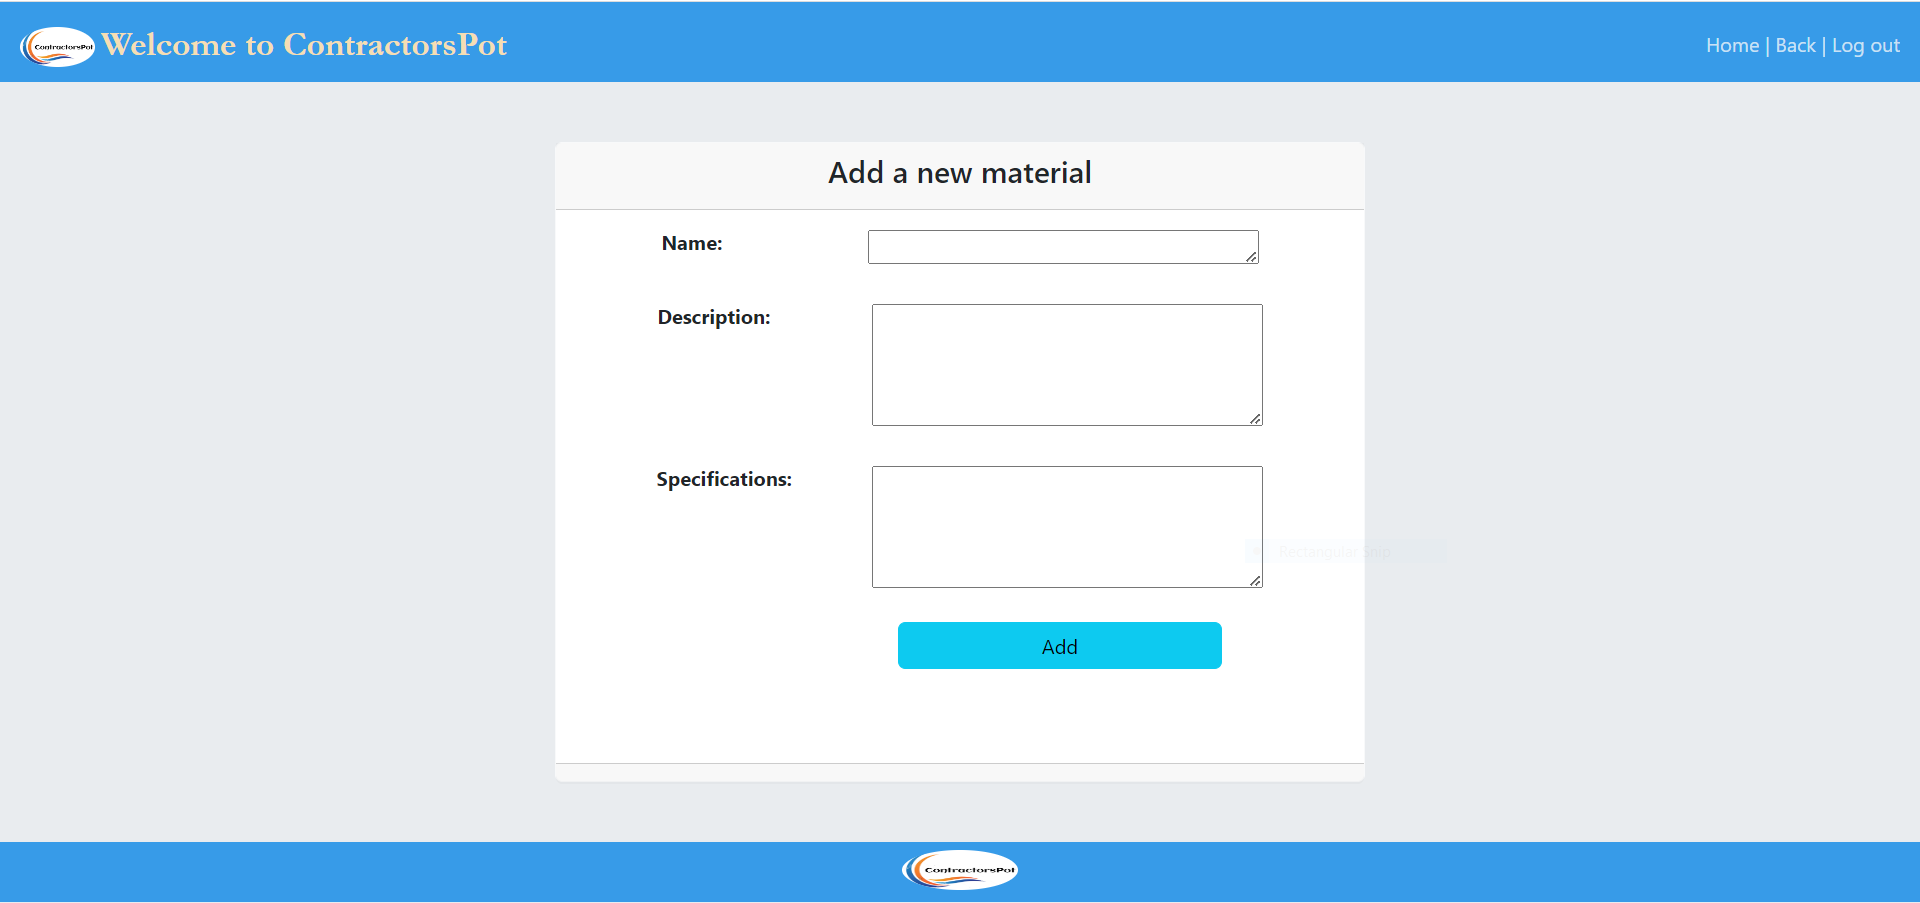 ContractorsPot Welcome to ContractorsPot
Home | Back | Log out
Add a new material
Name:
Description:
Specifications:
Rectangular Snip
Add
ContractorsPot